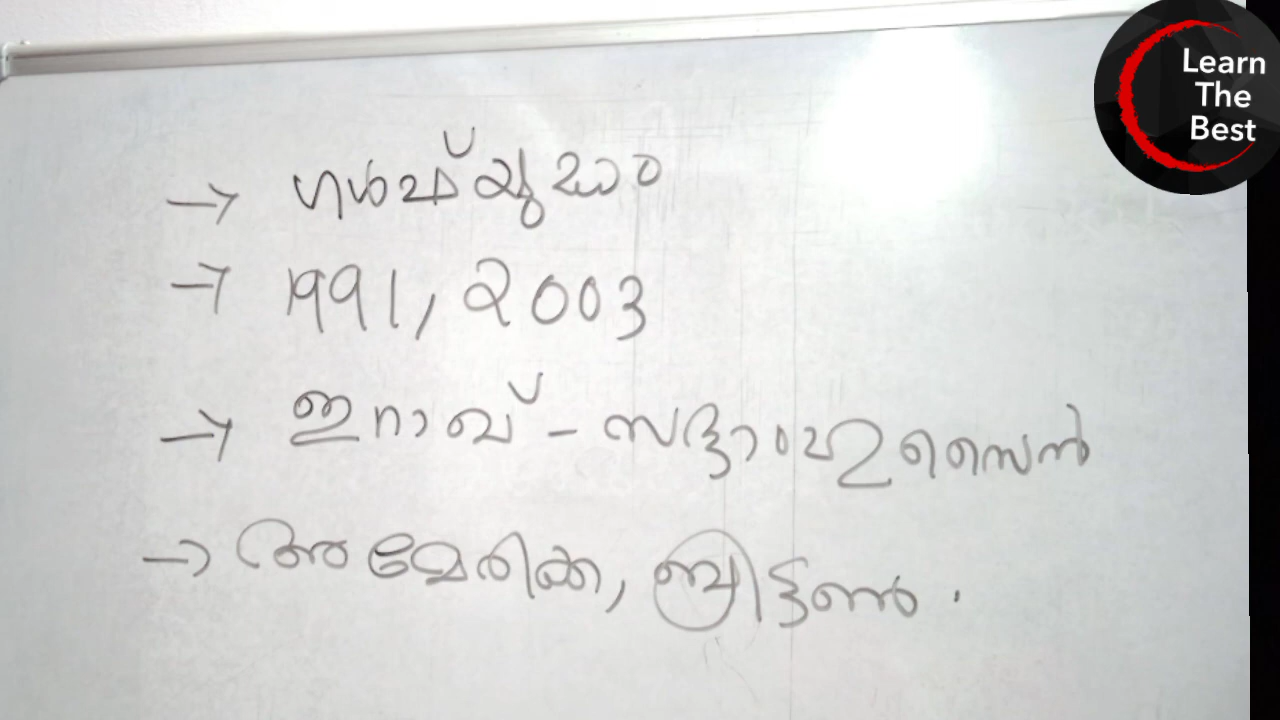 → ഗൾഫ് യുദ്ധം
→ 1991, 2003
→ ഇറാഖ് – സദ്ദാംഹുസൈൻ
→ അമേരിക്ക, ബ്രിട്ടൺ.
Learn
The
Best